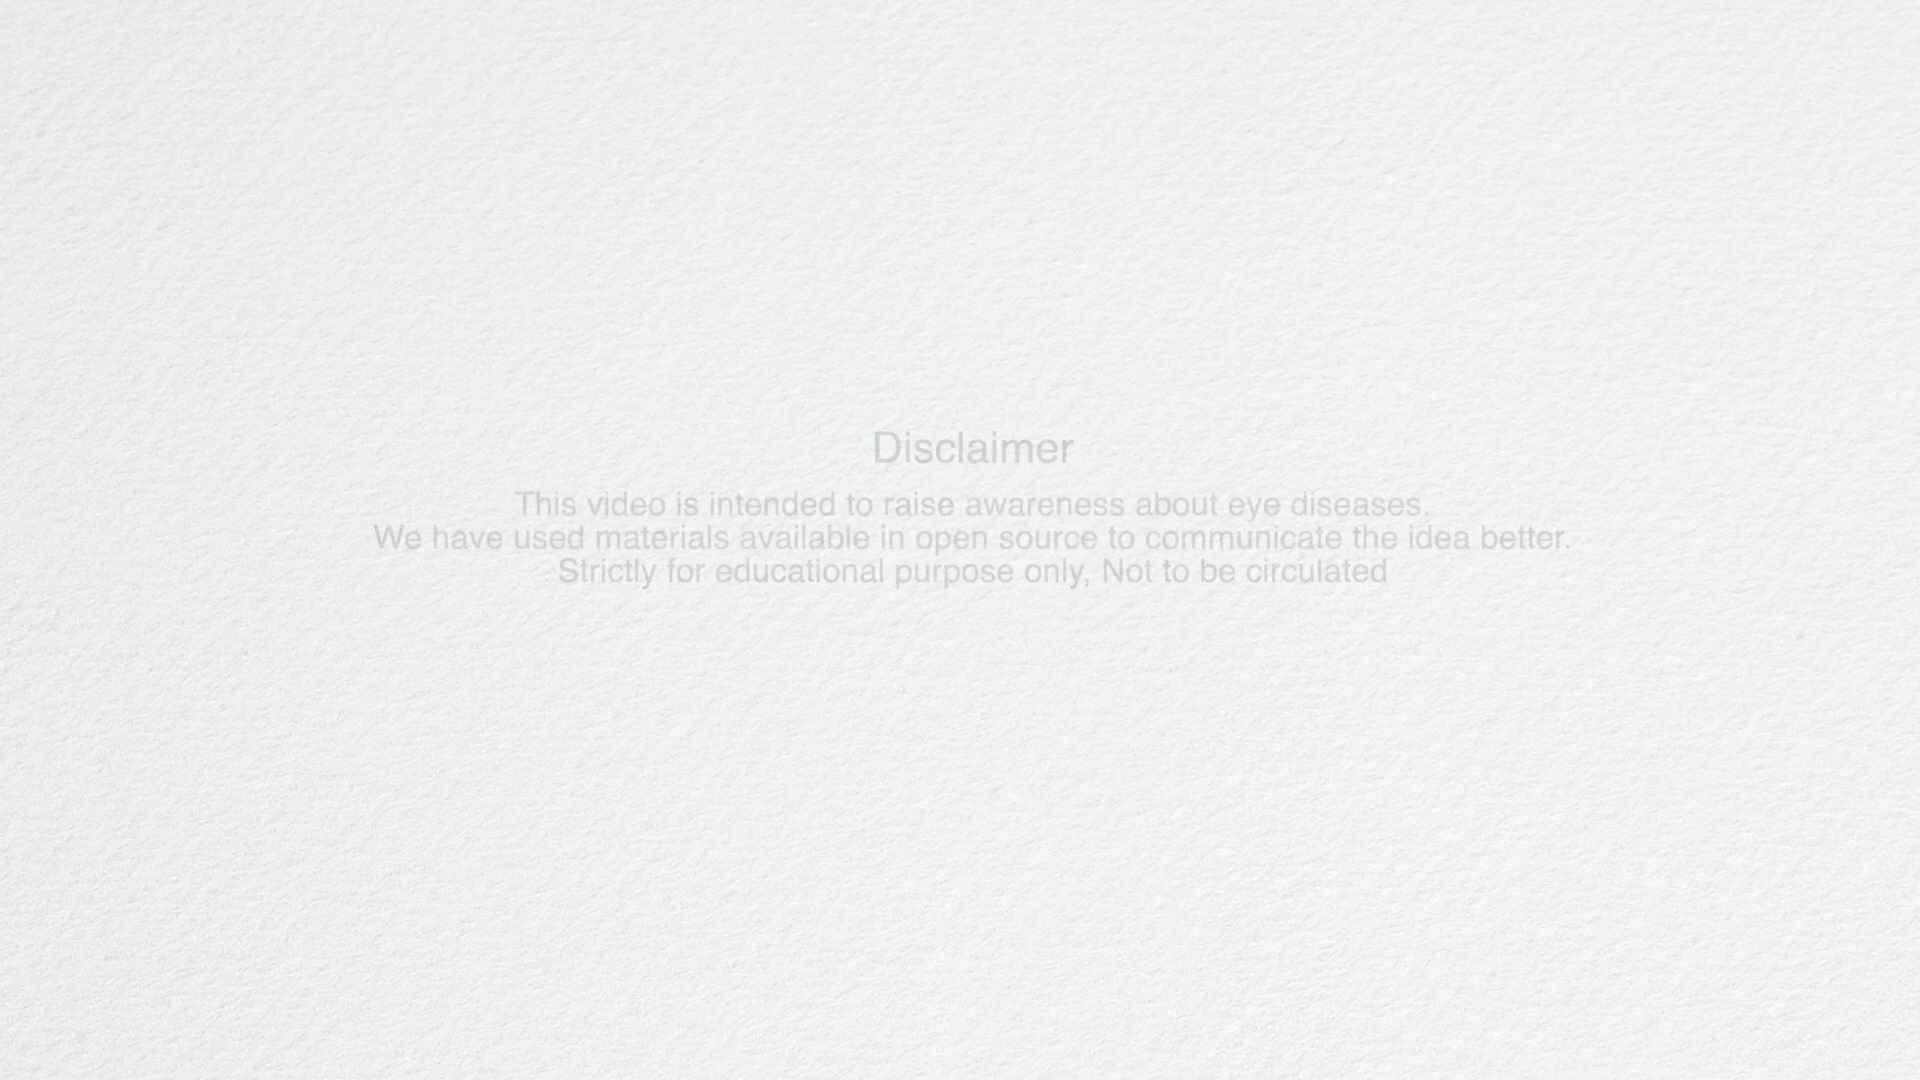 Disclaimer
This video is intended to raise awareness about eye diseases.
We have used materials available in open source to communicate the idea better.
Strictly for educational purpose only, Not to be circulated